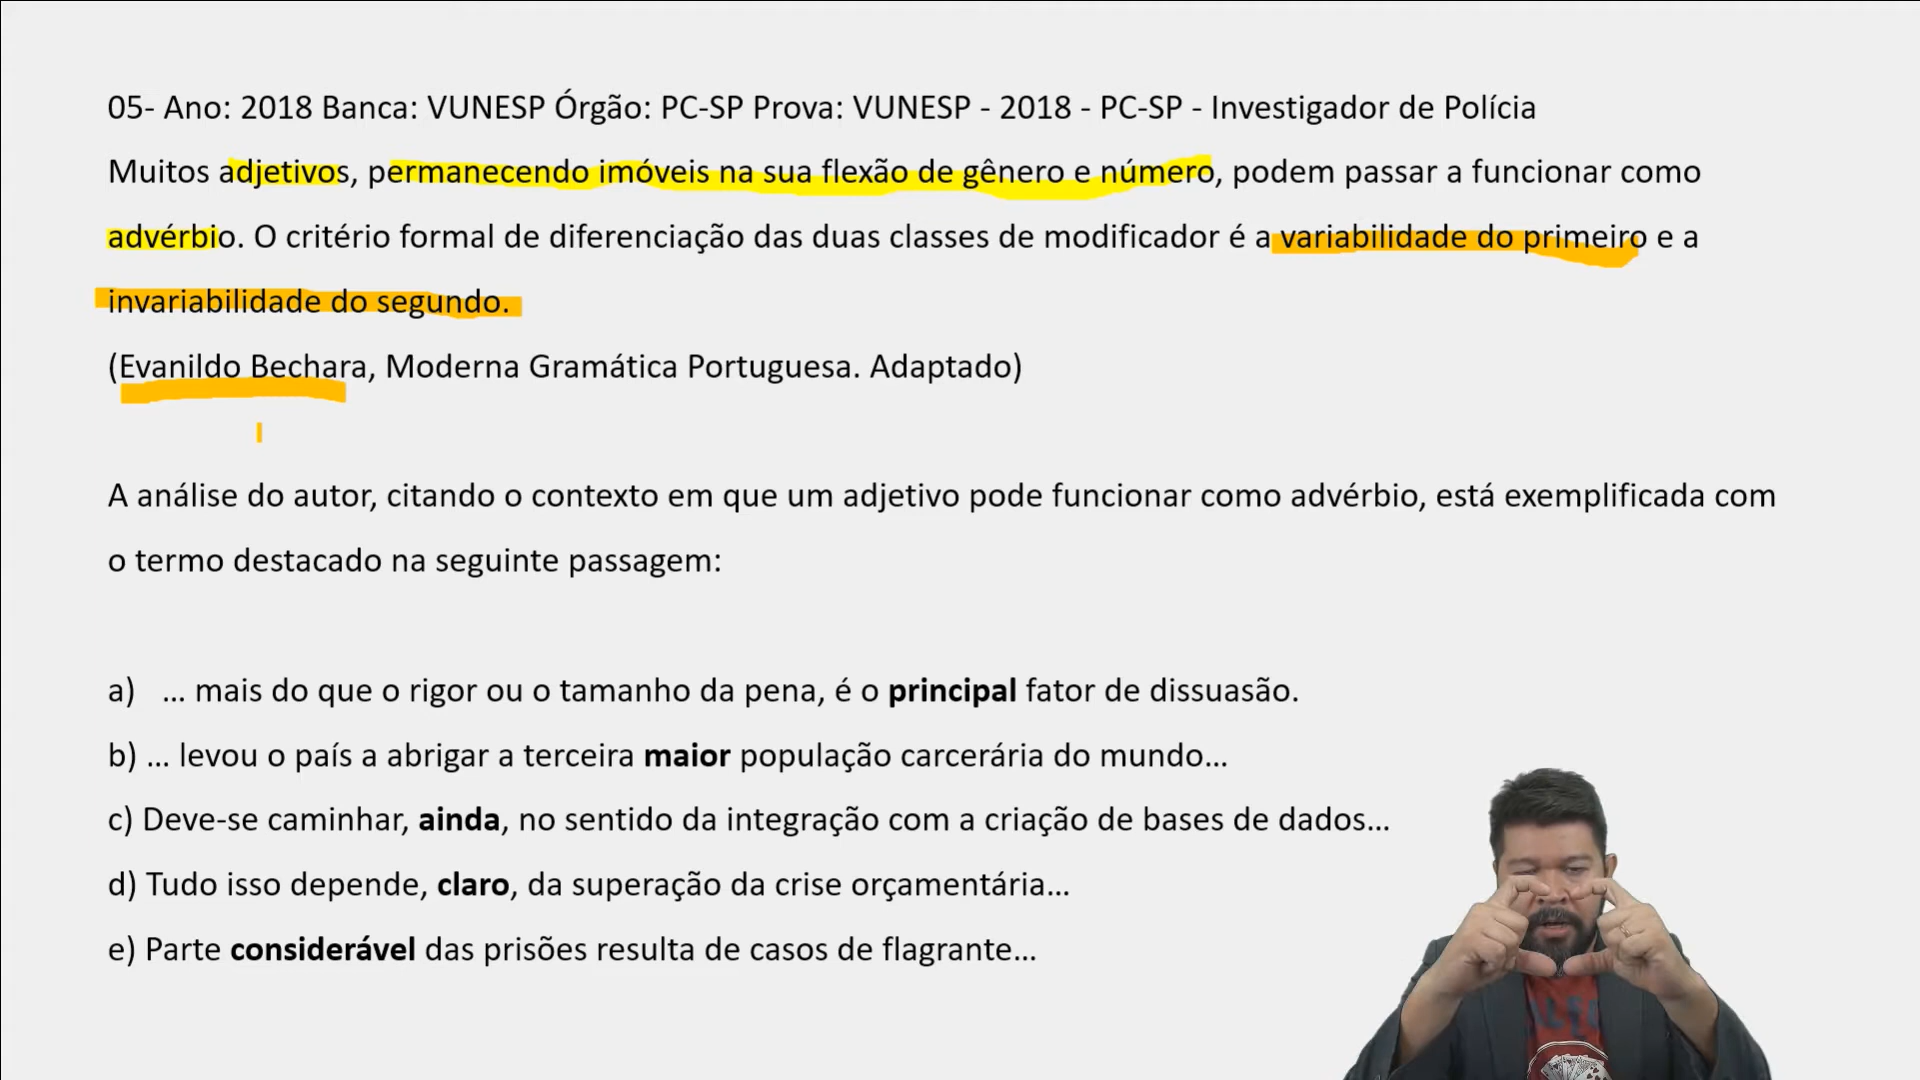 05- Ano: 2018 Banca: VUNESP Órgão: PC-SP Prova: VUNESP - 2018 - PC-SP - Investigador de Polícia
Muitos adjetivos, permanecendo imóveis na sua flexão de gênero e número, podem passar a funcionar como
advérbio. O critério formal de diferenciação das duas classes de modificador é a variabilidade do primeiro e a
invariabilidade do segundo.
(Evanildo Bechara, Moderna Gramática Portuguesa. Adaptado)
A análise do autor, citando o contexto em que um adjetivo pode funcionar como advérbio, está exemplificada com
o termo destacado na seguinte passagem:
a) ... mais do que o rigor ou o tamanho da pena, é o principal fator de dissuasão.
b) ... levou o país a abrigar a terceira maior população carcerária do mundo...
c) Deve-se caminhar, ainda, no sentido da integração com a criação de bases de dados...
d) Tudo isso depende, claro, da superação da crise orçamentária...
e) Parte considerável das prisões resulta de casos de flagrante...